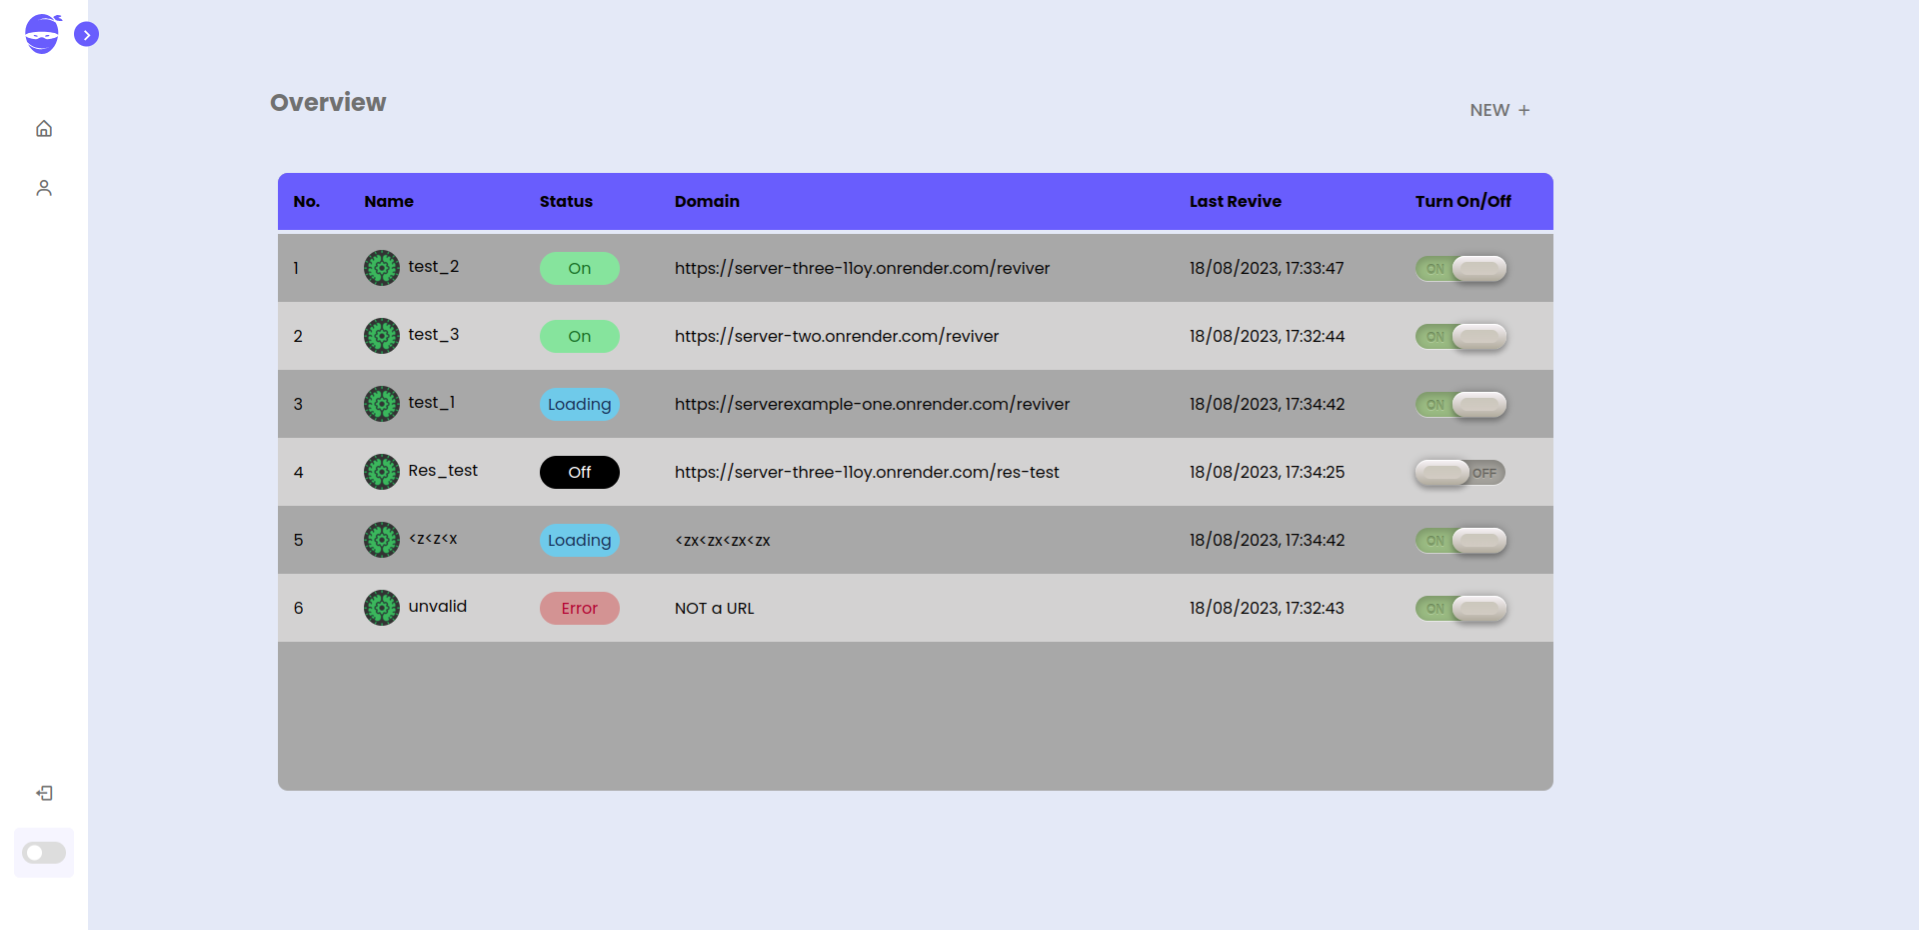 Overview
NEW +
No. Name Status Domain Last Revive Turn On/Off
1 test_2 On https://server-three-11oy.onrender.com/reviver 18/08/2023, 17:33:47 ON
2 test_3 On https://server-two.onrender.com/reviver 18/08/2023, 17:32:44 ON
3 test_1 Loading https://serverexample-one.onrender.com/reviver 18/08/2023, 17:34:42 ON
4 Res_test Off https://server-three-11oy.onrender.com/res-test 18/08/2023, 17:34:25 OFF
5 <z<z<x Loading <zx<zx<zx<zx 18/08/2023, 17:34:42 ON
6 unvalid Error NOT a URL 18/08/2023, 17:32:43 ON